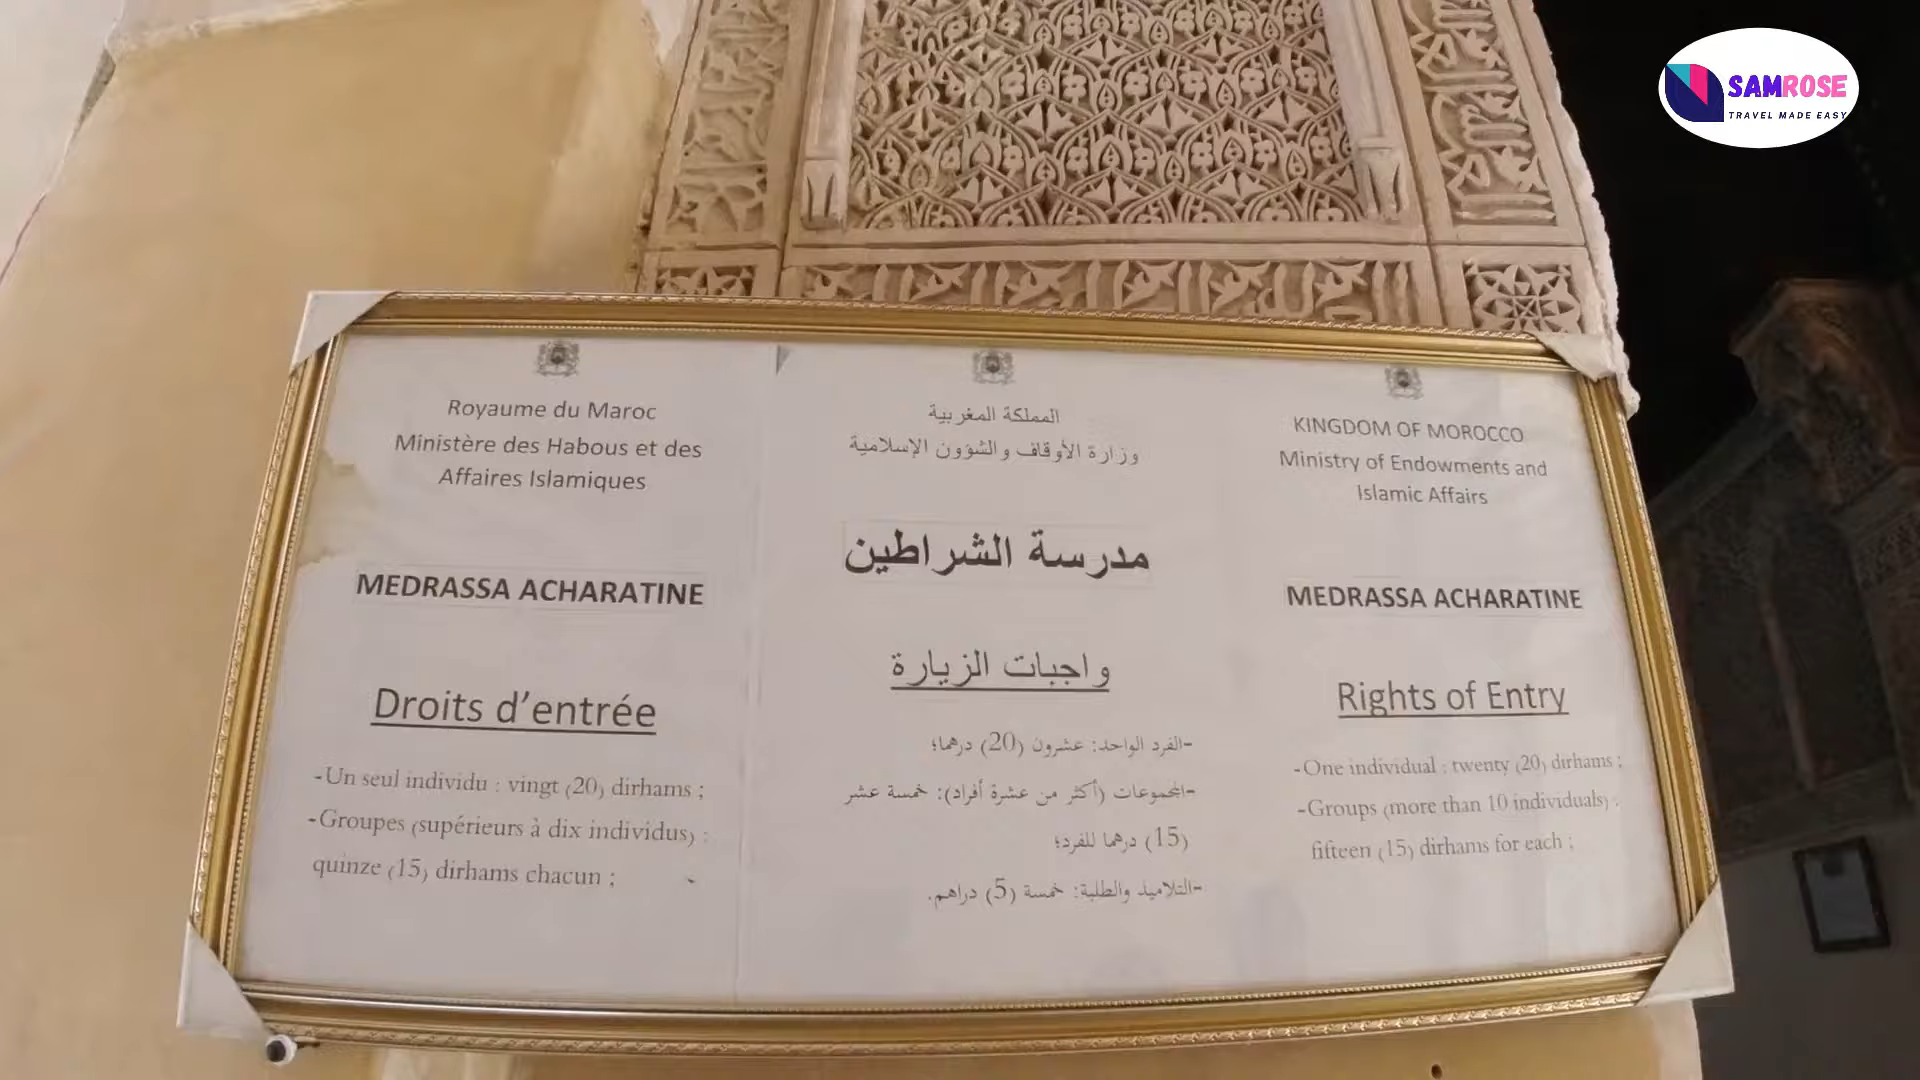 SAMROSE
TRAVEL MADE EASY
Royaume du Maroc
Ministère des Habous et des
Affaires Islamiques
MEDRASSA ACHARATINE
Droits d’entrée
-Un seul individu : vingt (20) dirhams ;
-Groupes (supérieurs à dix individus) :
quinze (15) dirhams chacun ;
المملكة المغربية
وزارة الأوقاف والشؤون الإسلامية
مدرسة الشراطين
واجبات الزيارة
-الفرد الواحد: عشرون (20) درهما؛
-المجموعات (أكثر من عشرة أفراد): خمسة عشر
(15) درهما للفرد؛
-التلاميذ والطلبة: خمسة (5) دراهم.
KINGDOM OF MOROCCO
Ministry of Endowments and
Islamic Affairs
MEDRASSA ACHARATINE
Rights of Entry
-One individual : twenty (20) dirhams ;
-Groups (more than 10 individuals) :
fifteen (15) dirhams for each ;